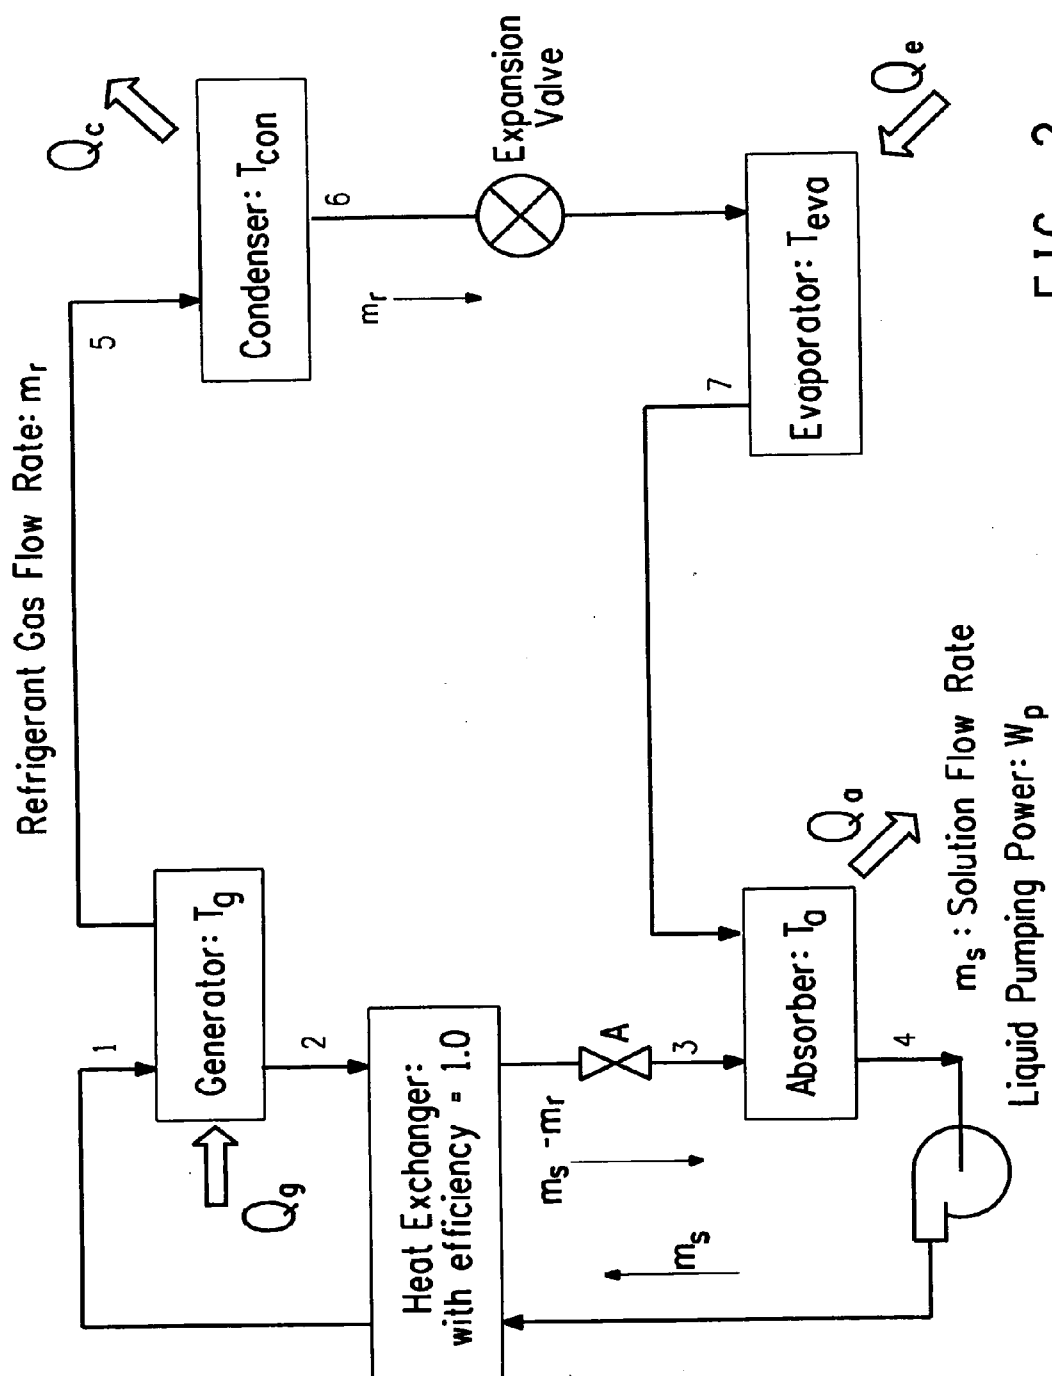 Refrigerant Gas Flow Rate: mr
1
5
Qc
Generator: Tg
Condenser: Tcon
Qg
2
6
Heat Exchanger:
with efficiency = 1.0
mr
Expansion
Valve
ms -mr
A
3
7
ms
Absorber: Ta
Qa
Evaporator: Teva
Qe
4
ms : Solution Flow Rate
Liquid Pumping Power: Wp